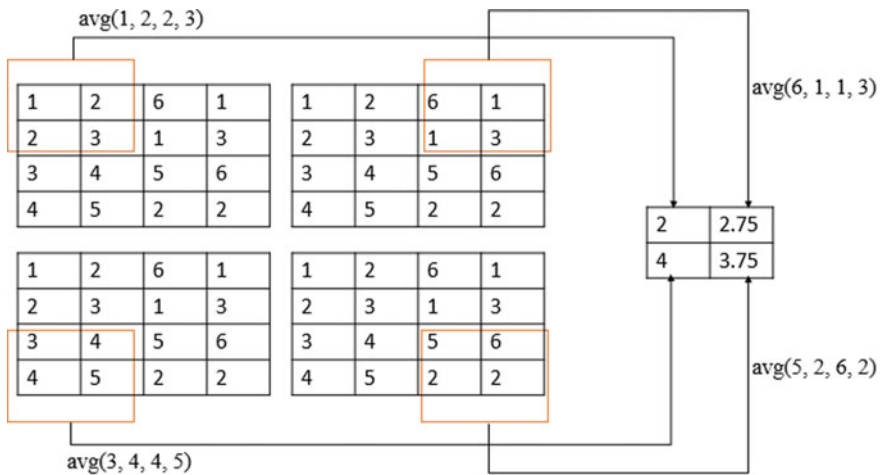 avg(1, 2, 2, 3)
1 2 6 1
2 3 1 3
3 4 5 6
4 5 2 2
1 2 6 1
2 3 1 3
3 4 5 6
4 5 2 2
avg(6, 1, 1, 3)
2 2.75
4 3.75
1 2 6 1
2 3 1 3
3 4 5 6
4 5 2 2
1 2 6 1
2 3 1 3
3 4 5 6
4 5 2 2
avg(5, 2, 6, 2)
avg(3, 4, 4, 5)